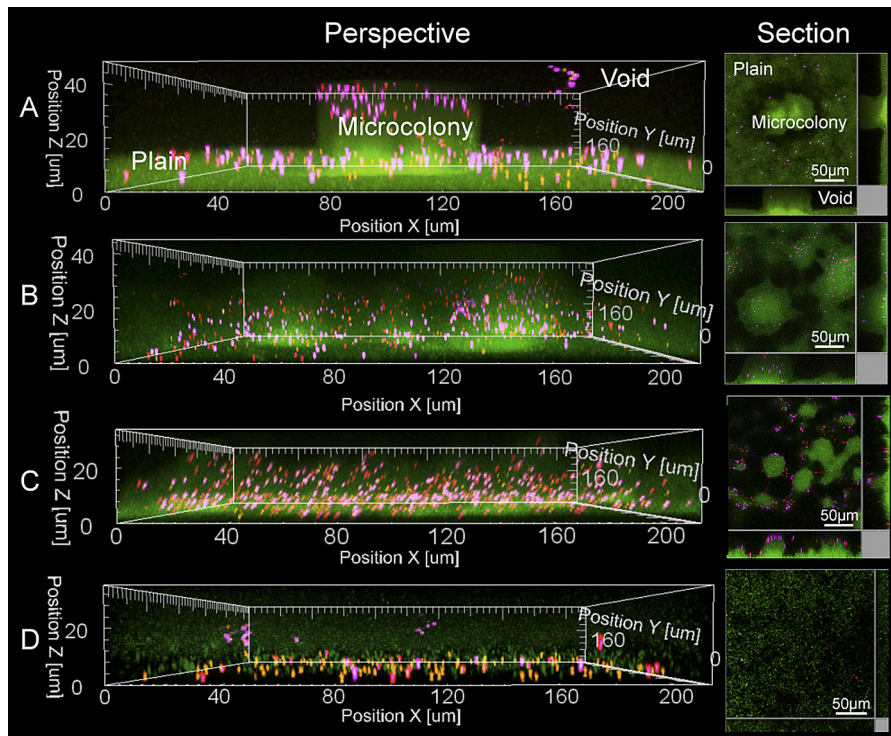 Perspective Section
A
Position Z [um]
40
20
0
Plain
Microcolony
Void
Position Y [um]
160
0
0 40 80 120 160 200
Position X [um]
Plain
Microcolony
50µm
Void
B
Position Z [um]
40
20
0
Position Y [um]
160
0
0 40 80 120 160 200
Position X [um]
50µm
C
Position Z [um]
20
0
Position Y [um]
160
0
0 40 80 120 160 200
Position X [um]
50µm
D
Position Z [um]
20
0
Position Y [um]
160
0
0 40 80 120 160 200
Position X [um]
50µm